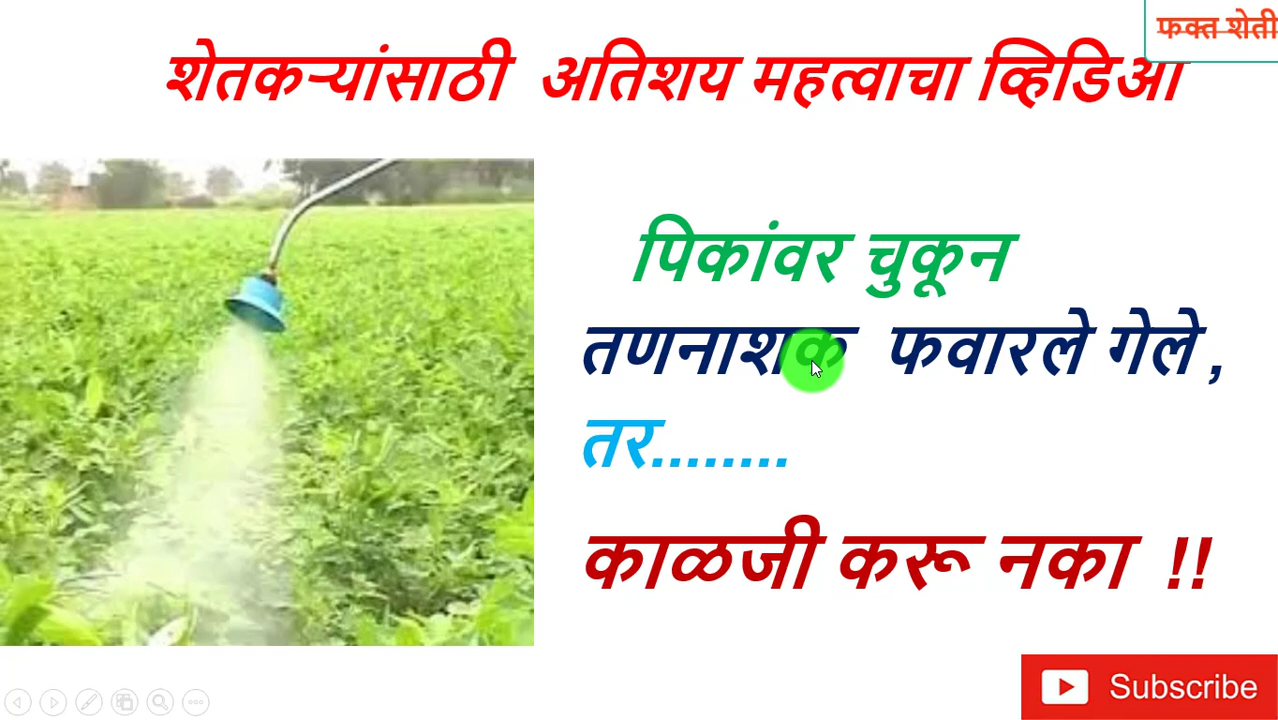 फक्त शेती
शेतकऱ्यांसाठी अतिशय महत्वाचा व्हिडिओ
पिकांवर चुकून
तणनाशक फवारले गेले ,
तर........
काळजी करू नका !!
Subscribe